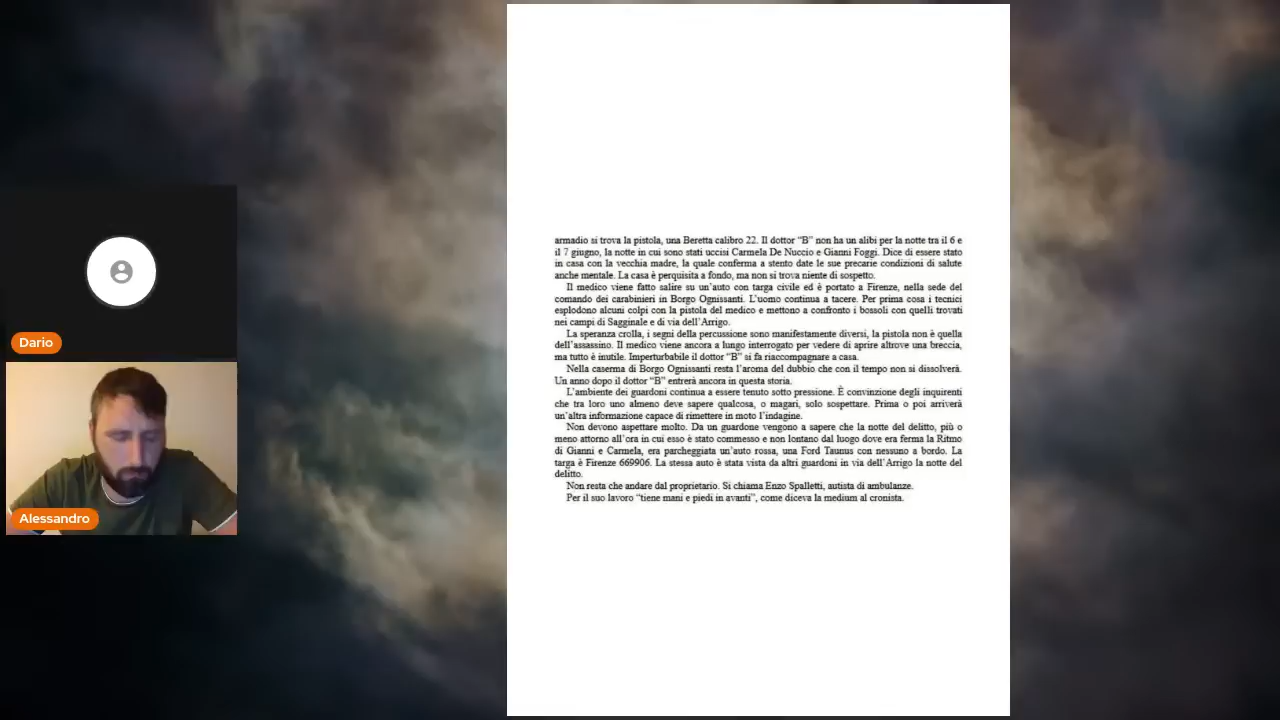 armadio si trova la pistola, una Beretta calibro 22. Il dottor “B” non ha un alibi per la notte tra il 6 e
il 7 giugno, la notte in cui sono stati uccisi Carmela De Nuccio e Gianni Foggi. Dice di essere stato
in casa con la vecchia madre, la quale conferma a stento date le sue precarie condizioni di salute
anche mentale. La casa è perquisita a fondo, ma non si trova niente di sospetto.
Il medico viene fatto salire su un’auto con targa civile ed è portato a Firenze, nella sede del
comando dei carabinieri in Borgo Ognissanti. L’uomo continua a tacere. Per prima cosa i tecnici
esplodono alcuni colpi con la pistola del medico e mettono a confronto i bossoli con quelli trovati
nei campi di Sagginale e di via dell’Arrigo.
La speranza crolla, i segni della percussione sono manifestamente diversi, la pistola non è quella
dell’assassino. Il medico viene ancora a lungo interrogato per vedere di aprire altrove una breccia,
ma tutto è inutile. Imperturbabile il dottor “B” si fa riaccompagnare a casa.
Nella caserma di Borgo Ognissanti resta l’aroma del dubbio che con il tempo non si dissolverà.
Un anno dopo il dottor “B” entrerà ancora in questa storia.
L’ambiente dei guardoni continua a essere tenuto sotto pressione. È convinzione degli inquirenti
che tra loro uno almeno deve sapere qualcosa, o magari, solo sospettare. Prima o poi arriverà
un’altra informazione capace di rimettere in moto l’indagine.
Non devono aspettare molto. Da un guardone vengono a sapere che la notte del delitto, più o
meno attorno all’ora in cui esso è stato commesso e non lontano dal luogo dove era ferma la Ritmo
di Gianni e Carmela, era parcheggiata un’auto rossa, una Ford Taunus con nessuno a bordo. La
targa è Firenze 669906. La stessa auto è stata vista da altri guardoni in via dell’Arrigo la notte del
delitto.
Non resta che andare dal proprietario. Si chiama Enzo Spalletti, autista di ambulanze.
Per il suo lavoro “tiene mani e piedi in avanti”, come diceva la medium al cronista.
Dario
Alessandro